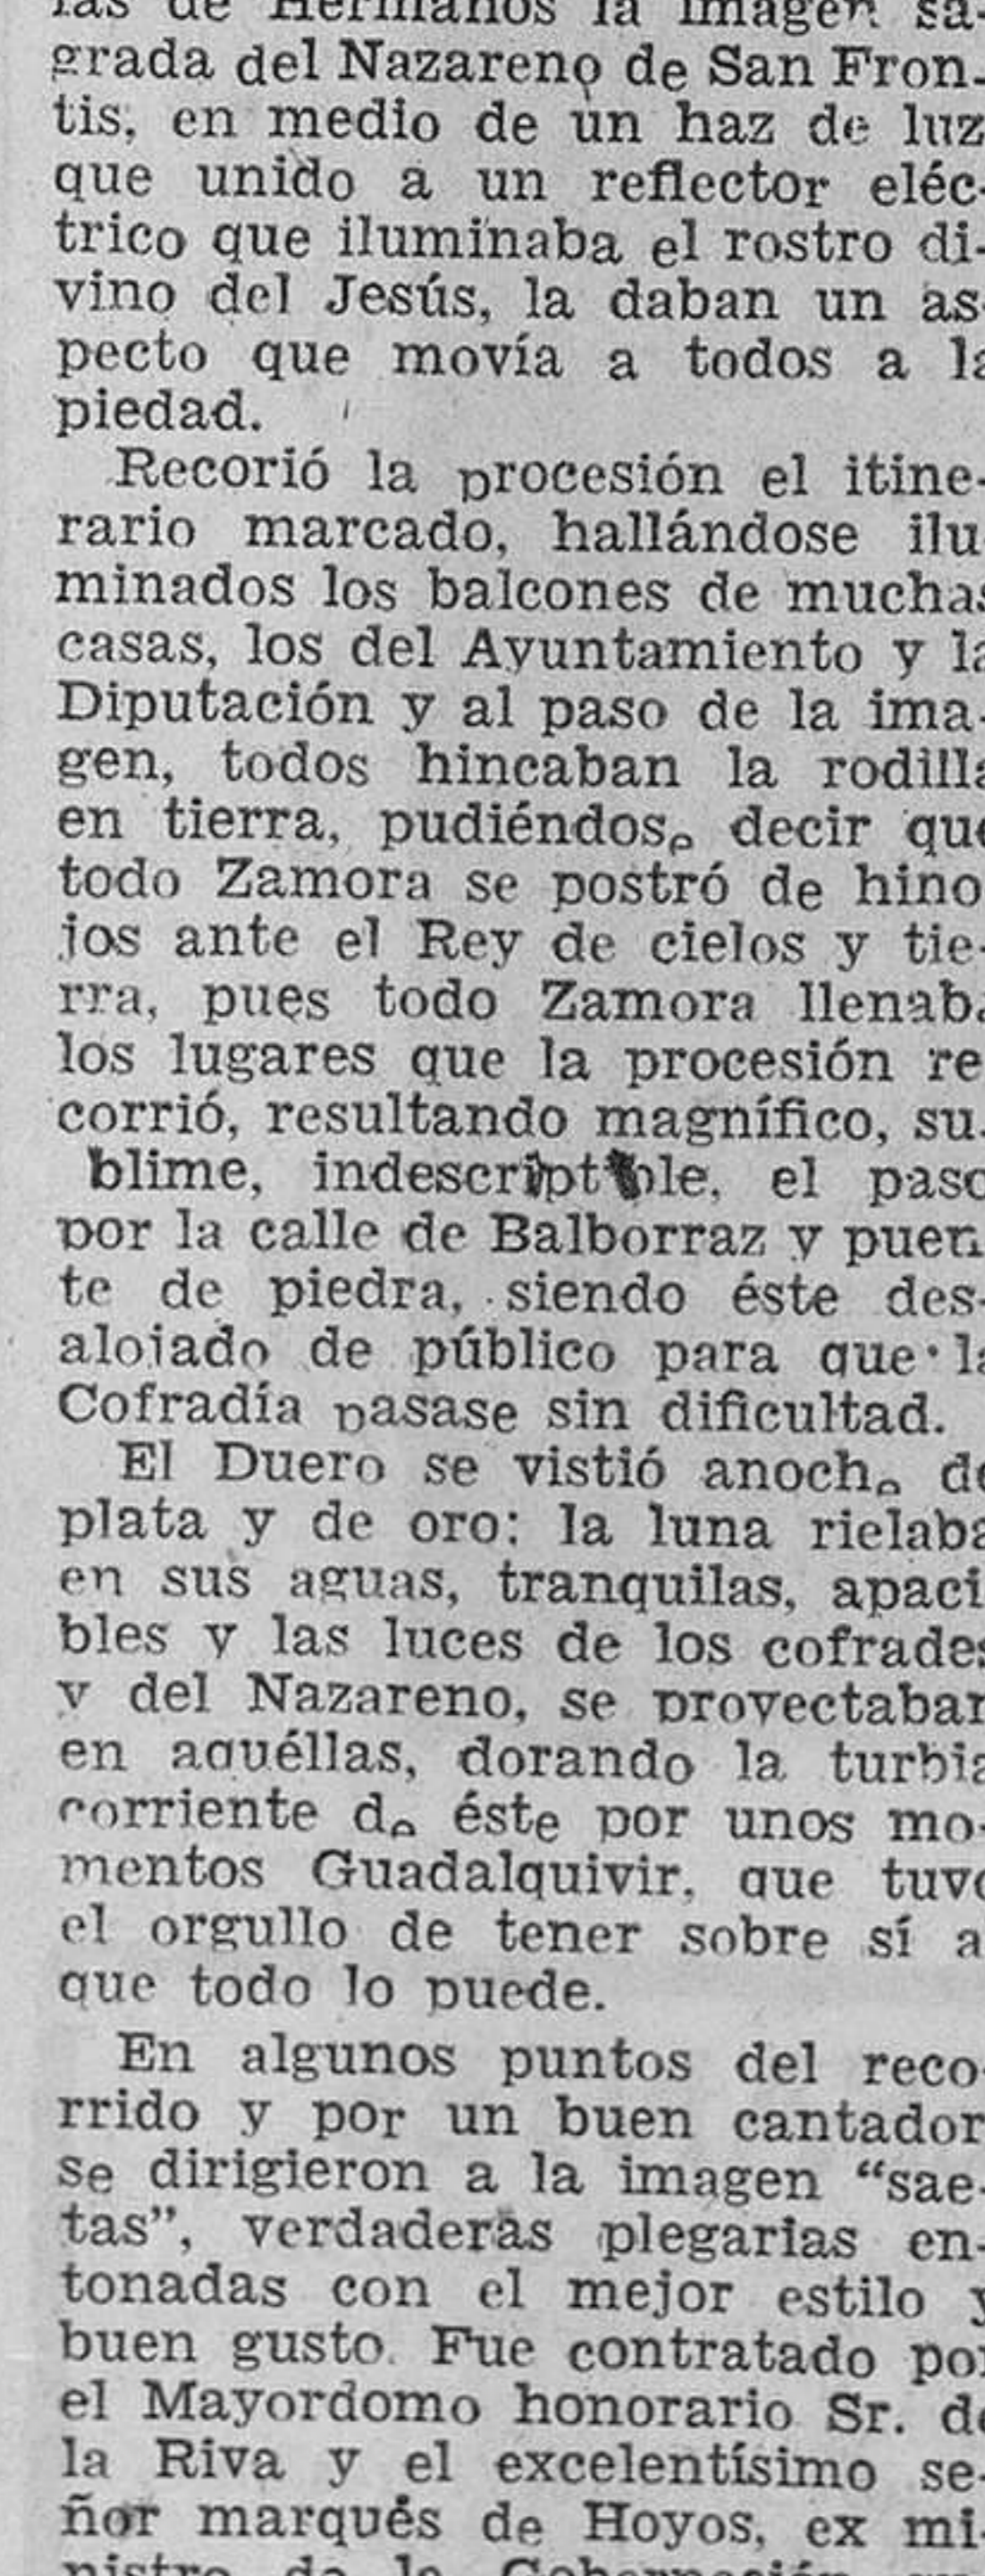 las de Hermanos la imagen sa-
grada del Nazareno de San Fron-
tis, en medio de un haz de luz
que unido a un reflector eléc-
trico que iluminaba el rostro di-
vino del Jesús, la daban un as-
pecto que movía a todos a la
piedad.
Recorió la procesión el itine-
rario marcado, hallándose ilu-
minados los balcones de muchas
casas, los del Ayuntamiento y la
Diputación y al paso de la ima-
gen, todos hincaban la rodilla
en tierra, pudiéndose decir que
todo Zamora se postró de hino-
jos ante el Rey de cielos y tie-
rra, pues todo Zamora llenaba
los lugares que la procesión re-
corrió, resultando magnífico, su-
blime, indescriptible, el paso
por la calle de Balborraz y puen-
te de piedra, siendo éste des-
alojado de público para que la
Cofradía pasase sin dificultad.
El Duero se vistió anoche de
plata y de oro; la luna rielaba
en sus aguas, tranquilas, apaci-
bles y las luces de los cofrades
y del Nazareno, se proyectaban
en aquéllas, dorando la turbia
corriente de éste por unos mo-
mentos Guadalquivir, que tuvo
el orgullo de tener sobre sí al
que todo lo puede.
En algunos puntos del reco-
rrido y por un buen cantador
se dirigieron a la imagen “sae-
tas”, verdaderas plegarias en-
tonadas con el mejor estilo y
buen gusto. Fue contratado por
el Mayordomo honorario Sr. de
la Riva y el excelentísimo se-
ñor marqués de Hoyos, ex mi-
nistro de la Gobernación